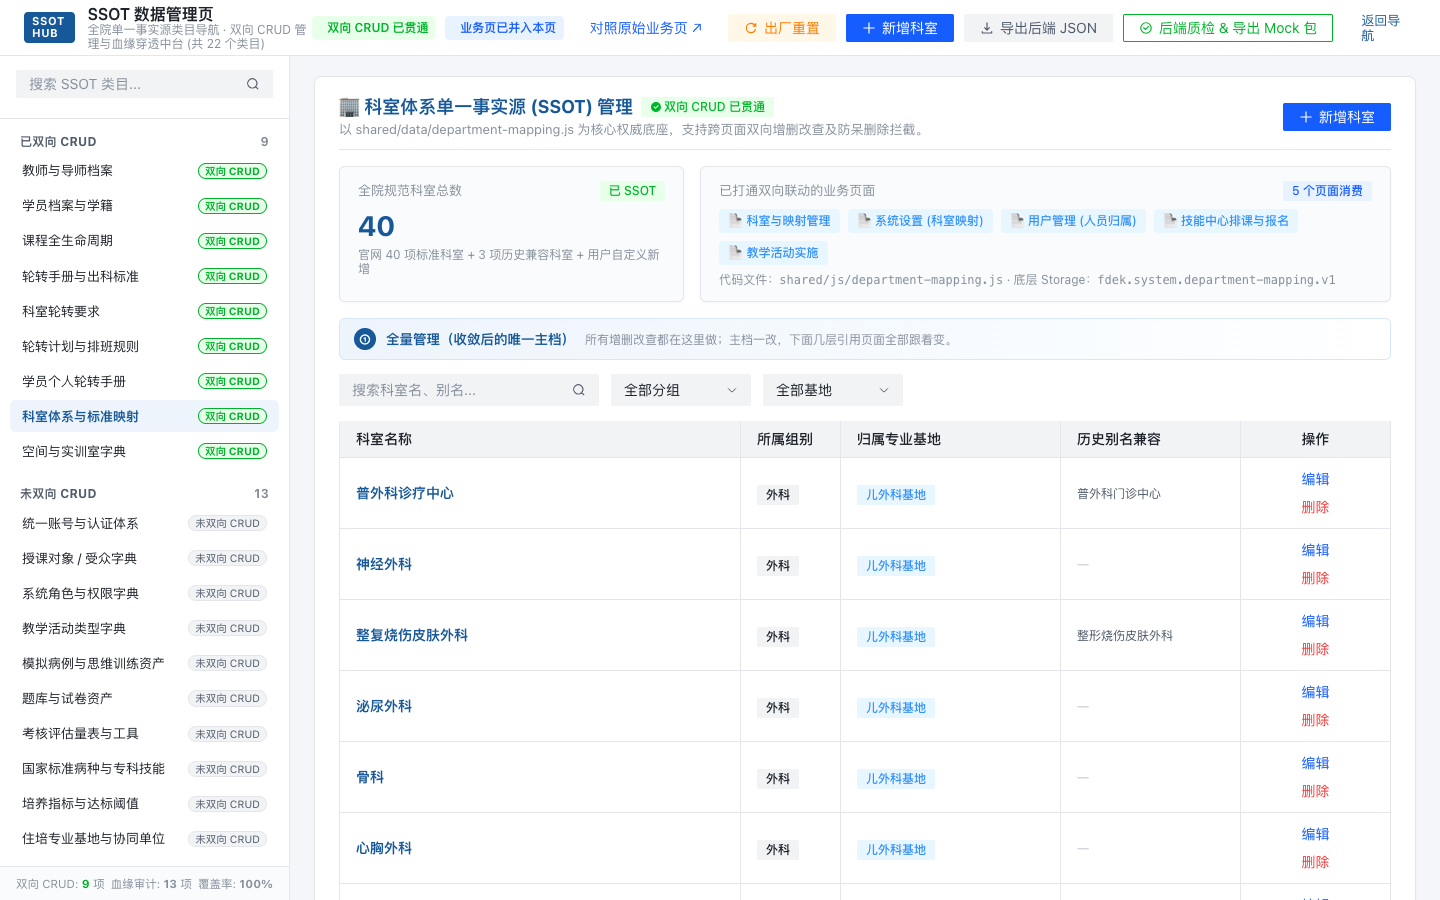 SSOT HUB
SSOT 数据管理页
全院单一事实源类目导航 · 双向 CRUD 管理与血缘穿透中台 (共 22 个类目)
双向 CRUD 已贯通
业务页已并入本页
对照原始业务页 ↗
出厂重置
新增科室
导出后端 JSON
后端质检 & 导出 Mock 包
返回导航
搜索 SSOT 类目...
已双向 CRUD 9
教师与导师档案 双向 CRUD
学员档案与学籍 双向 CRUD
课程全生命周期 双向 CRUD
轮转手册与出科标准 双向 CRUD
科室轮转要求 双向 CRUD
轮转计划与排班规则 双向 CRUD
学员个人轮转手册 双向 CRUD
科室体系与标准映射 双向 CRUD
空间与实训室字典 双向 CRUD
未双向 CRUD 13
统一账号与认证体系 未双向 CRUD
授课对象 / 受众字典 未双向 CRUD
系统角色与权限字典 未双向 CRUD
教学活动类型字典 未双向 CRUD
模拟病例与思维训练资产 未双向 CRUD
题库与试卷资产 未双向 CRUD
考核评估量表与工具 未双向 CRUD
国家标准病种与专科技能 未双向 CRUD
培养指标与达标阈值 未双向 CRUD
住培专业基地与协同单位 未双向 CRUD
双向 CRUD: 9 项 血缘审计: 13 项 覆盖率: 100%
科室体系单一事实源 (SSOT) 管理 双向 CRUD 已贯通
以 shared/data/department-mapping.js 为核心权威底座，支持跨页面双向增删改查及防呆删除拦截。
新增科室
全院规范科室总数 已 SSOT
40
官网 40 项标准科室 + 3 项历史兼容科室 + 用户自定义新增
已打通双向联动的业务页面 5 个页面消费
科室与映射管理 系统设置 (科室映射) 用户管理 (人员归属) 技能中心排课与报名
教学活动实施
代码文件：shared/js/department-mapping.js · 底层 Storage：fdek.system.department-mapping.v1
① 全量管理（收敛后的唯一主档） 所有增删改查都在这里做；主档一改，下面几层引用页面全部跟着变。
搜索科室名、别名... 全部分组 全部基地
科室名称 所属组别 归属专业基地 历史别名兼容 操作
普外科诊疗中心 外科 儿外科基地 普外科门诊中心 编辑 删除
神经外科 外科 儿外科基地 — 编辑 删除
整复烧伤皮肤外科 外科 儿外科基地 整形烧伤皮肤外科 编辑 删除
泌尿外科 外科 儿外科基地 — 编辑 删除
骨科 外科 儿外科基地 — 编辑 删除
心胸外科 外科 儿外科基地 — 编辑 删除